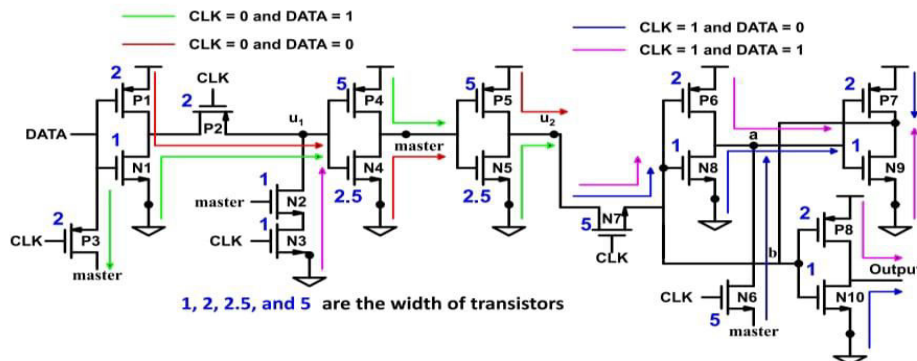 CLK = 0 and DATA = 1
CLK = 0 and DATA = 0
CLK = 1 and DATA = 0
CLK = 1 and DATA = 1
2
P1
CLK
2
P2
u1
5
P4
5
P5
u2
2
P6
2
P7
DATA
a
1
N1
master
N4
2.5
N5
2.5
1
N8
1
N9
1
master
N2
1
CLK
N3
2
CLK
P3
master
N7
5
CLK
b
2
P8
Output
1
N10
CLK
N6
5
master
1, 2, 2.5, and 5 are the width of transistors